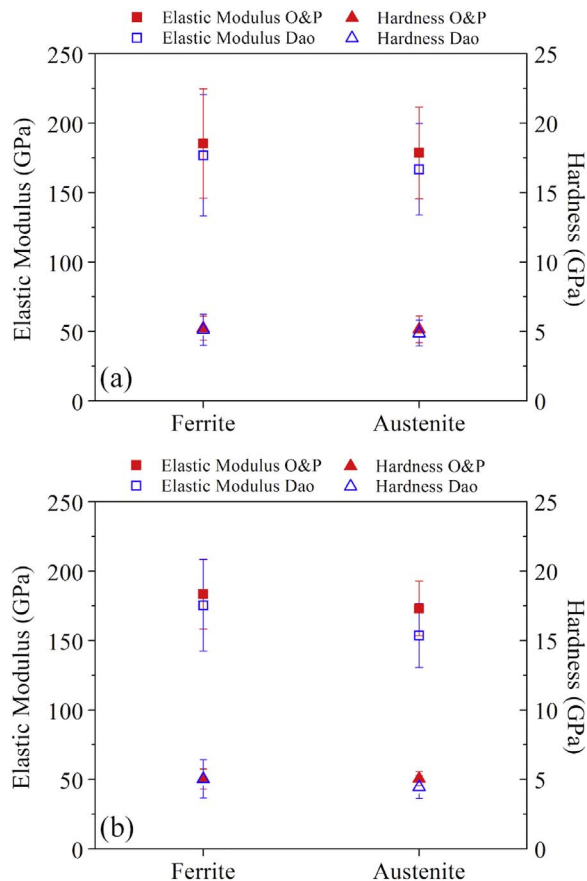 Elastic Modulus O&P Hardness O&P
Elastic Modulus Dao Hardness Dao
250 25
200 20
150 15
100 10
50 5
0 0
Elastic Modulus (GPa)
Hardness (GPa)
(a)
Ferrite Austenite
Elastic Modulus O&P Hardness O&P
Elastic Modulus Dao Hardness Dao
250 25
200 20
150 15
100 10
50 5
0 0
Elastic Modulus (GPa)
Hardness (GPa)
(b)
Ferrite Austenite